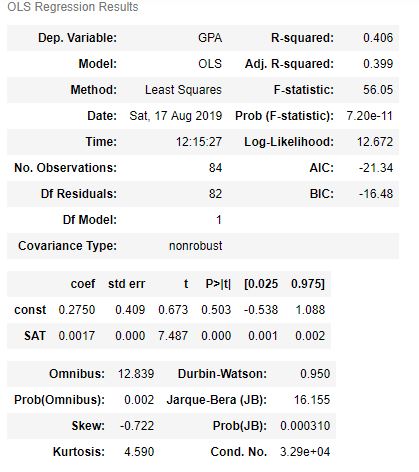 OLS Regression Results
Dep. Variable: GPA R-squared: 0.406
Model: OLS Adj. R-squared: 0.399
Method: Least Squares F-statistic: 56.05
Date: Sat, 17 Aug 2019 Prob (F-statistic): 7.20e-11
Time: 12:15:27 Log-Likelihood: 12.672
No. Observations: 84 AIC: -21.34
Df Residuals: 82 BIC: -16.48
Df Model: 1
Covariance Type: nonrobust
coef std err t P>|t| [0.025 0.975]
const 0.2750 0.409 0.673 0.503 -0.538 1.088
SAT 0.0017 0.000 7.487 0.000 0.001 0.002
Omnibus: 12.839 Durbin-Watson: 0.950
Prob(Omnibus): 0.002 Jarque-Bera (JB): 16.155
Skew: -0.722 Prob(JB): 0.000310
Kurtosis: 4.590 Cond. No. 3.29e+04